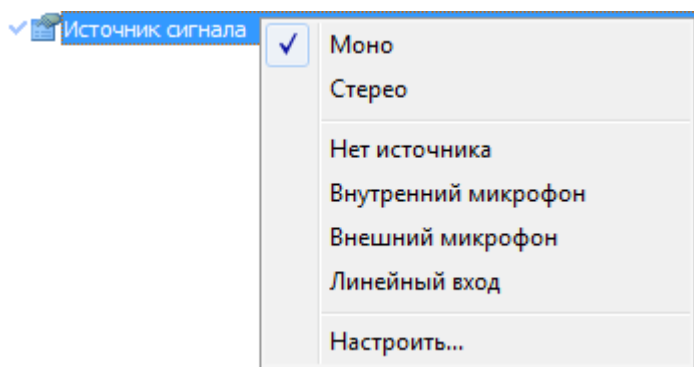 Источник сигнала
Моно
Стерео
Нет источника
Внутренний микрофон
Внешний микрофон
Линейный вход
Настроить...